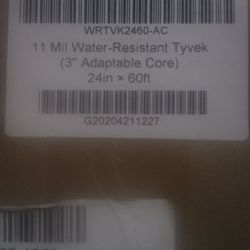 WRTVK2460-AC
11 Mil Water-Resistant Tyvek
(3" Adaptable Core)
24in × 60ft
G20204211227